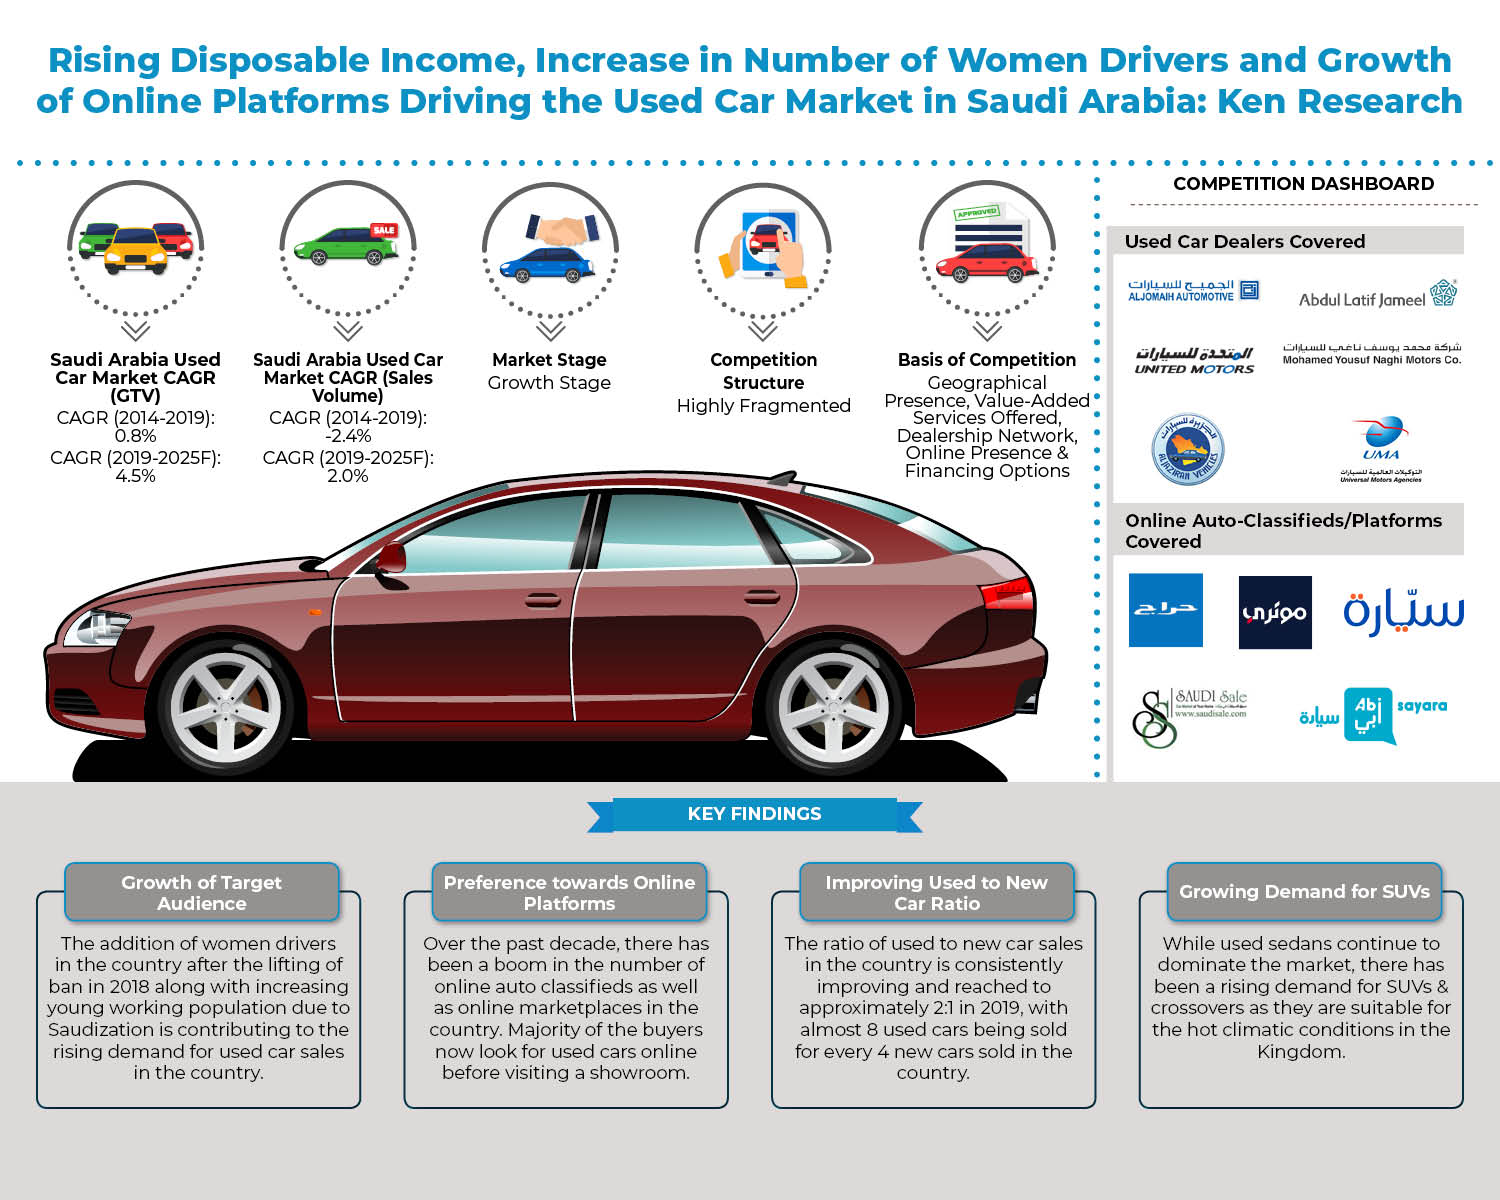 Rising Disposable Income, Increase in Number of Women Drivers and Growth
of Online Platforms Driving the Used Car Market in Saudi Arabia: Ken Research
SALE
APPROVED
Saudi Arabia Used
Car Market CAGR
(GTV)
CAGR (2014-2019):
0.8%
CAGR (2019-2025F):
4.5%
Saudi Arabia Used Car
Market CAGR (Sales
Volume)
CAGR (2014-2019):
-2.4%
CAGR (2019-2025F):
2.0%
Market Stage
Growth Stage
Competition
Structure
Highly Fragmented
Basis of Competition
Geographical
Presence, Value-Added
Services Offered,
Dealership Network,
Online Presence &
Financing Options
COMPETITION DASHBOARD
Used Car Dealers Covered
الجميح للسيارات
ALJOMAIH AUTOMOTIVE
Abdul Latif Jameel
المتحدة للسيارات
UNITED MOTORS
شركة محمد يوسف ناغي للسيارات
Mohamed Yousuf Naghi Motors Co.
الجزيرة للسيارات
ALJAZIRAH VEHICLES
UMA
التوكيلات العالمية للسيارات
Universal Motors Agencies
Online Auto-Classifieds/Platforms
Covered
حراج
موتري
سيّارة
SAUDI Sale
www.saudisale.com
سيارة
Abi
أبي
sayara
KEY FINDINGS
Growth of Target
Audience
The addition of women drivers
in the country after the lifting of
ban in 2018 along with increasing
young working population due to
Saudization is contributing to the
rising demand for used car sales
in the country.
Preference towards Online
Platforms
Over the past decade, there has
been a boom in the number of
online auto classifieds as well
as online marketplaces in the
country. Majority of the buyers
now look for used cars online
before visiting a showroom.
Improving Used to New
Car Ratio
The ratio of used to new car sales
in the country is consistently
improving and reached to
approximately 2:1 in 2019, with
almost 8 used cars being sold
for every 4 new cars sold in the
country.
Growing Demand for SUVs
While used sedans continue to
dominate the market, there has
been a rising demand for SUVs &
crossovers as they are suitable for
the hot climatic conditions in the
Kingdom.